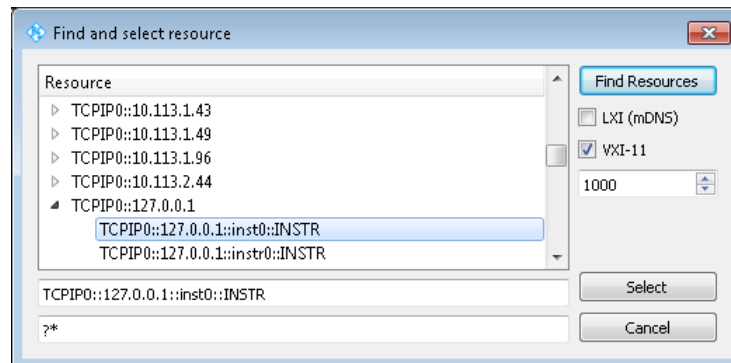 Find and select resource
Resource
TCPIP0::10.113.1.43
TCPIP0::10.113.1.49
TCPIP0::10.113.1.96
TCPIP0::10.113.2.44
TCPIP0::127.0.0.1
TCPIP0::127.0.0.1::inst0::INSTR
TCPIP0::127.0.0.1::instr0::INSTR
TCPIP0::127.0.0.1::inst0::INSTR
?*
Find Resources
LXI (mDNS)
VXI-11
1000
Select
Cancel